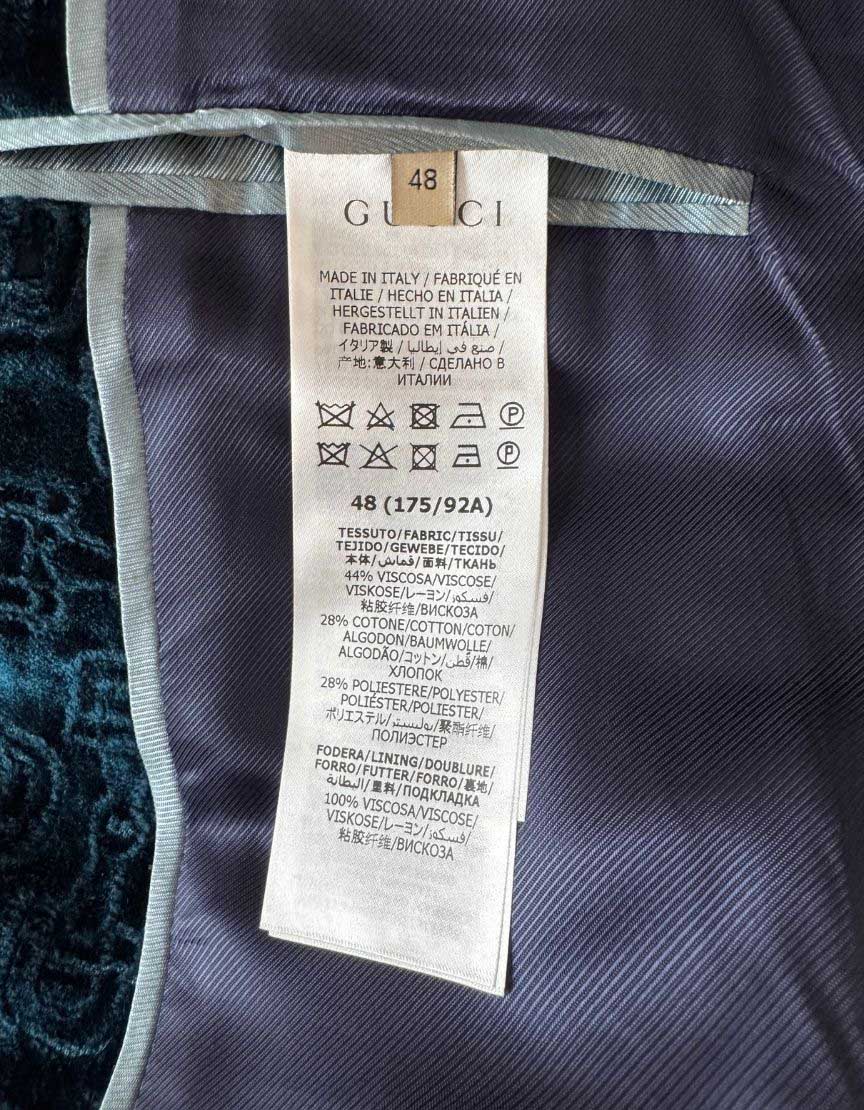 48
GUCCI
MADE IN ITALY / FABRIQUÉ EN
ITALIE / HECHO EN ITALIA /
HERGESTELLT IN ITALIEN /
FABRICADO EM ITÁLIA /
イタリア製 / صنع في إيطاليا /
产地:意大利 / СДЕЛАНО В
ИТАЛИИ
P
P
48 (175/92A)
TESSUTO/FABRIC/TISSU/
TEJIDO/GEWEBE/TECIDO/
本体/قماش/面料/ТКАНЬ
44% VISCOSA/VISCOSE/
VISKOSE/レーヨン/فسكوز/
粘胶纤维/ВИСКОЗА
28% COTONE/COTTON/COTON/
ALGODON/BAUMWOLLE/
ALGODÃO/コットン/قطن/棉/
ХЛОПОК
28% POLIESTERE/POLYESTER/
POLIÉSTER/POLIESTER/
ポリエステル/بوليستر/聚酯纤维/
ПОЛИЭСТЕР
FODERA/LINING/DOUBLURE/
FORRO/FUTTER/FORRO/裏地/
البطانة/里料/ПОДКЛАДКА
100% VISCOSA/VISCOSE/
VISKOSE/レーヨン/فسكوز/
粘胶纤维/ВИСКОЗА